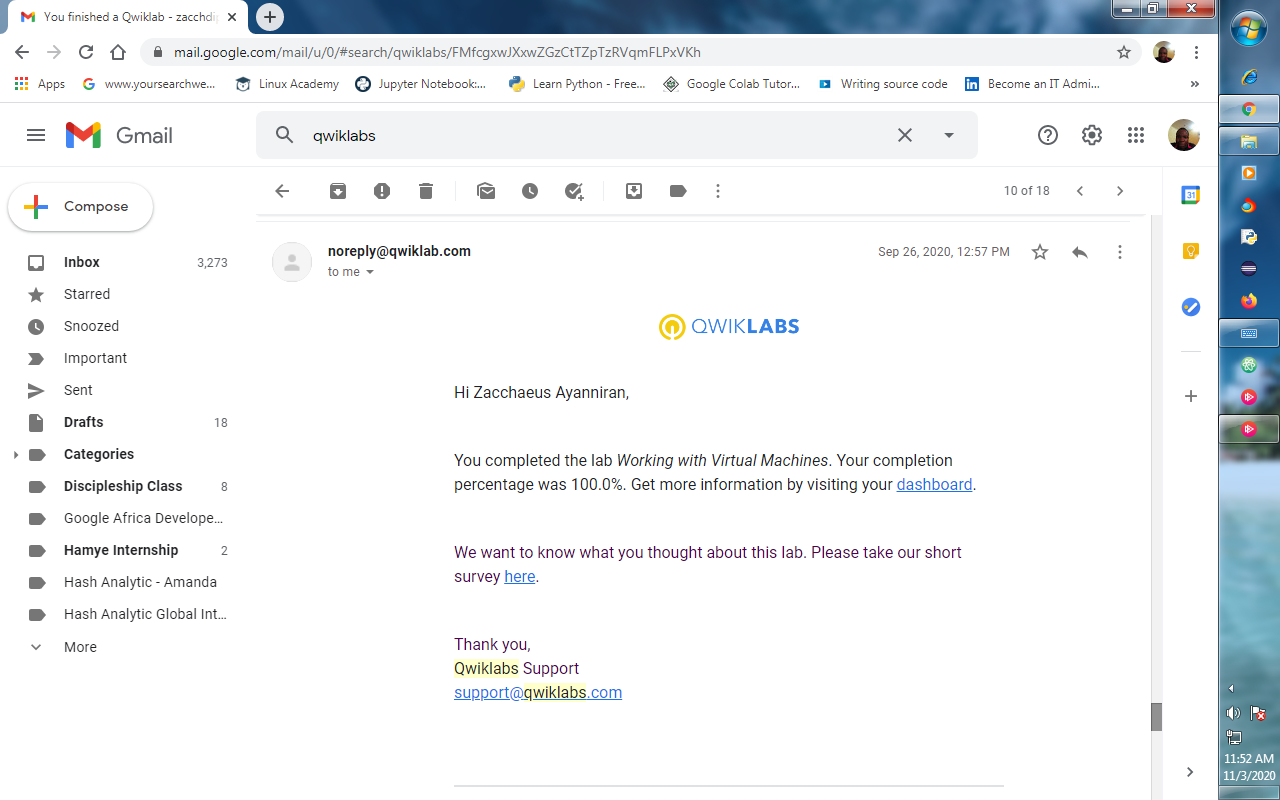 You finished a Qwiklab - zacchdi
mail.google.com/mail/u/0/#search/qwiklabs/FMfcgxwJXxwZGzCtTZpTzRVqmFLPxVKh
Apps
www.yoursearchwe...
Linux Academy
Jupyter Notebook:...
Learn Python - Free...
Google Colab Tutor...
Writing source code
Become an IT Admi...
»
Gmail
qwiklabs
Compose
10 of 18
Inbox 3,273
Starred
Snoozed
Important
Sent
Drafts 18
Categories
Discipleship Class 8
Google Africa Develope...
Hamye Internship 2
Hash Analytic - Amanda
Hash Analytic Global Int...
More
noreply@qwiklab.com
Sep 26, 2020, 12:57 PM
to me
QWIKLABS
Hi Zacchaeus Ayanniran,
You completed the lab Working with Virtual Machines. Your completion
percentage was 100.0%. Get more information by visiting your dashboard.
We want to know what you thought about this lab. Please take our short
survey here.
Thank you,
Qwiklabs Support
support@qwiklabs.com
31
11:52 AM
11/3/2020